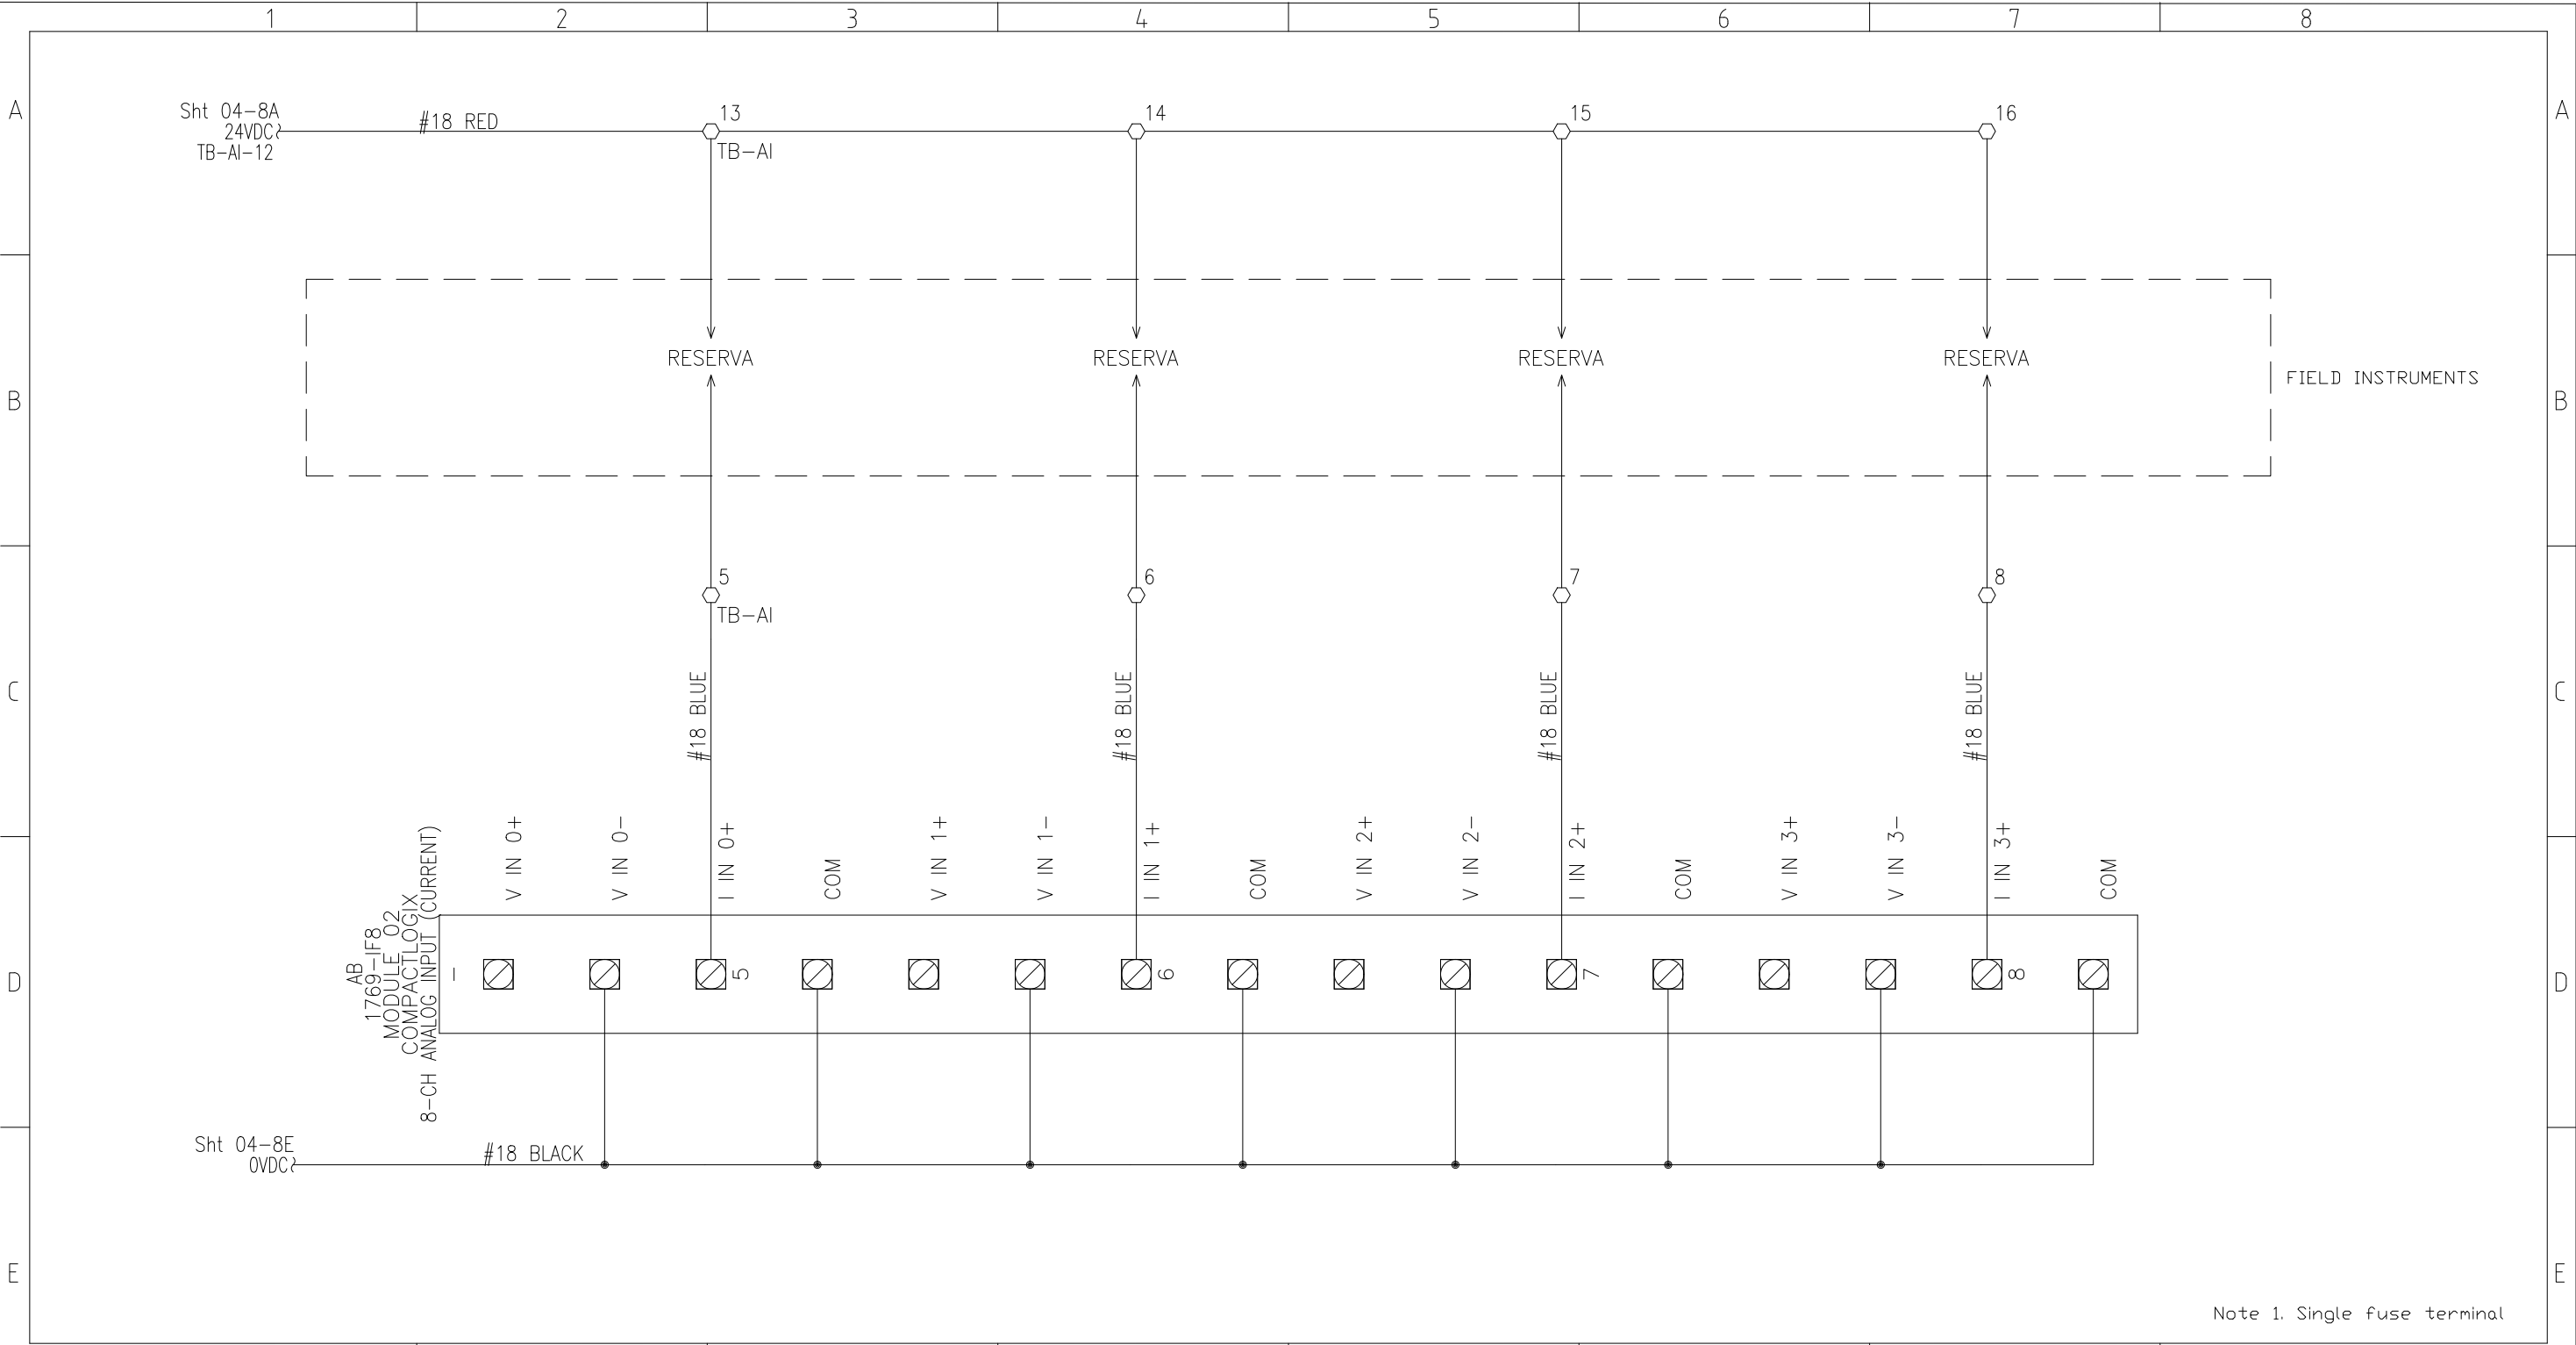 1 2 3 4 5 6 7 8
A A
Sht 04-8A
24VDC
TB-AI-12
#18 RED
13 14 15 16
TB-AI
RESERVA RESERVA RESERVA RESERVA
FIELD INSTRUMENTS
B B
5 6 7 8
TB-AI
C C
#18 BLUE #18 BLUE #18 BLUE #18 BLUE
V IN 0+
V IN 0-
I IN 0+
COM
V IN 1+
V IN 1-
I IN 1+
COM
V IN 2+
V IN 2-
I IN 2+
COM
V IN 3+
V IN 3-
I IN 3+
COM
AB
1769-IF8
MODULE 02
COMPACTLOGIX
8-CH ANALOG INPUT (CURRENT)
D D
5 6 7 8
Sht 04-8E
0VDC
#18 BLACK
E E
Note 1. Single fuse terminal